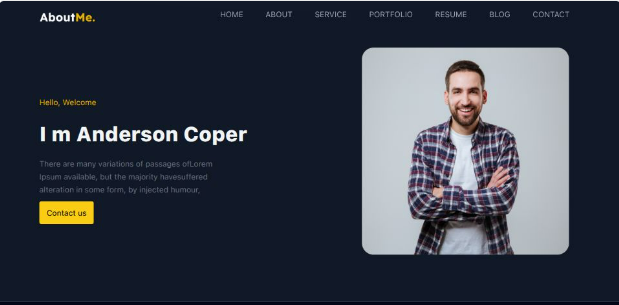 AboutMe.
HOME ABOUT SERVICE PORTFOLIO RESUME BLOG CONTACT
Hello, Welcome
I m Anderson Coper
There are many variations of passages ofLorem
Ipsum available, but the majority havesuffered
alteration in some form, by injected humour,
Contact us